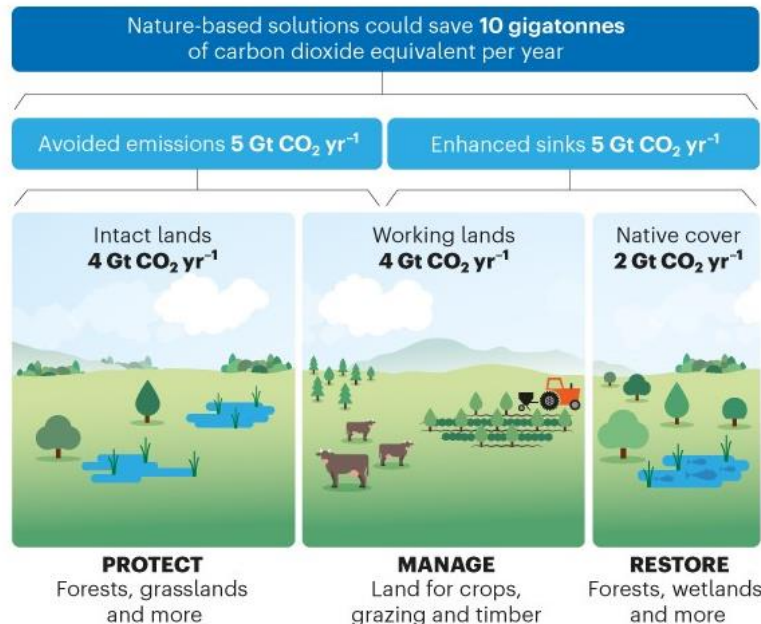 Nature-based solutions could save 10 gigatonnes
of carbon dioxide equivalent per year
Avoided emissions 5 Gt CO₂ yr⁻¹
Enhanced sinks 5 Gt CO₂ yr⁻¹
Intact lands
4 Gt CO₂ yr⁻¹
Working lands
4 Gt CO₂ yr⁻¹
Native cover
2 Gt CO₂ yr⁻¹
PROTECT
Forests, grasslands
and more
MANAGE
Land for crops,
grazing and timber
RESTORE
Forests, wetlands
and more